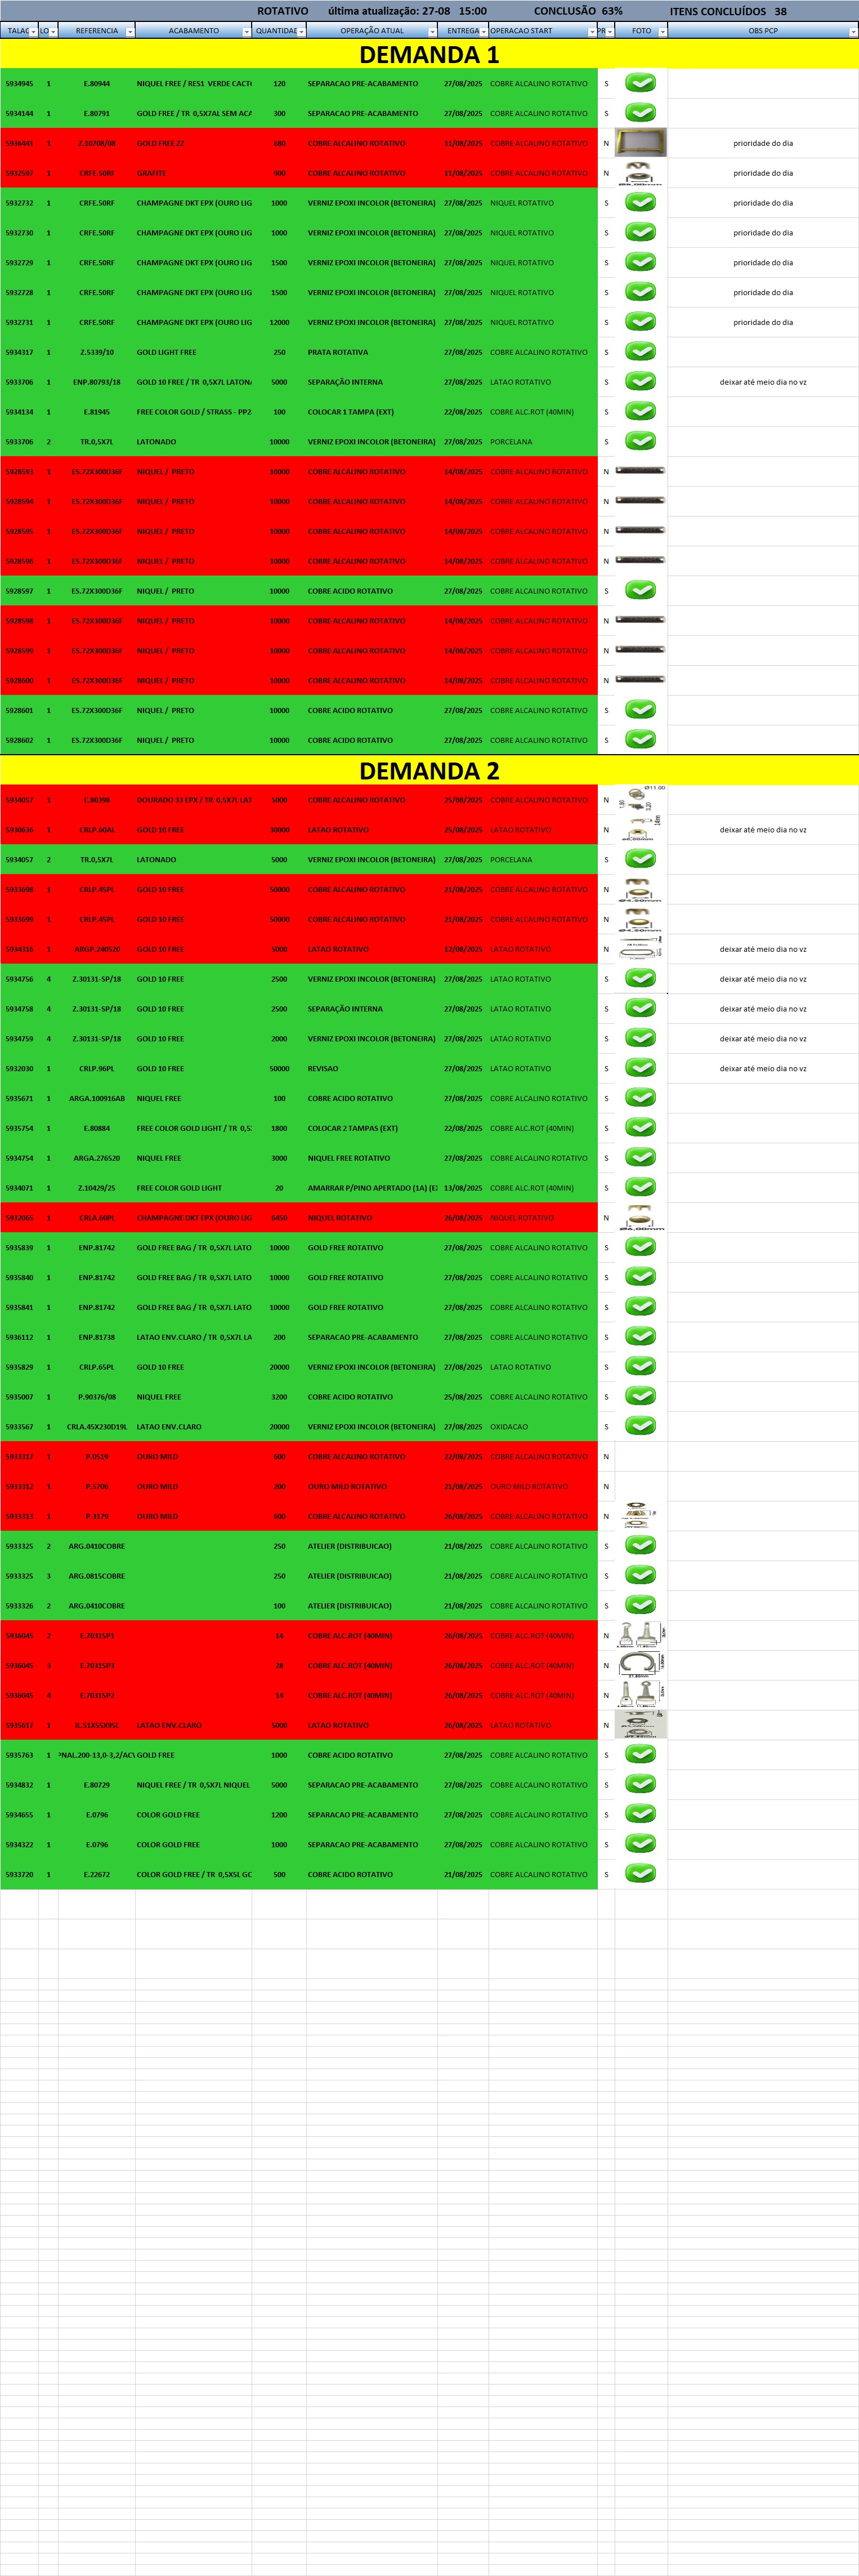 ROTATIVO última atualização: 27-08 15:00 CONCLUSÃO 63% ITENS CONCLUÍDOS 38
TALAO LO REFERENCIA ACABAMENTO QUANTIDAD OPERAÇÃO ATUAL ENTREGA OPERACAO START PR FOTO OBS PCP
DEMANDA 1
5934945 1 E.80944 NIQUEL FREE / RES1 VERDE CACT 120 SEPARACAO PRE-ACABAMENTO 27/08/2025 COBRE ALCALINO ROTATIVO S
5934144 1 E.80791 GOLD FREE / TR 0,5X7AL SEM ACA 300 SEPARACAO PRE-ACABAMENTO 27/08/2025 COBRE ALCALINO ROTATIVO S
5936441 1 Z.10708/08 GOLD FREE ZZ 680 COBRE ALCALINO ROTATIVO 11/08/2025 COBRE ALCALINO ROTATIVO N prioridade do dia
5932597 1 CRFE.50RF GRAFITE 900 COBRE ALCALINO ROTATIVO 11/08/2025 COBRE ALCALINO ROTATIVO N prioridade do dia
5932732 1 CRFE.50RF CHAMPAGNE DKT EPX (OURO LIG 1000 VERNIZ EPOXI INCOLOR (BETONEIRA) 27/08/2025 NIQUEL ROTATIVO S prioridade do dia
5932730 1 CRFE.50RF CHAMPAGNE DKT EPX (OURO LIG 1000 VERNIZ EPOXI INCOLOR (BETONEIRA) 27/08/2025 NIQUEL ROTATIVO S prioridade do dia
5932729 1 CRFE.50RF CHAMPAGNE DKT EPX (OURO LIG 1500 VERNIZ EPOXI INCOLOR (BETONEIRA) 27/08/2025 NIQUEL ROTATIVO S prioridade do dia
5932728 1 CRFE.50RF CHAMPAGNE DKT EPX (OURO LIG 1500 VERNIZ EPOXI INCOLOR (BETONEIRA) 27/08/2025 NIQUEL ROTATIVO S prioridade do dia
5932731 1 CRFE.50RF CHAMPAGNE DKT EPX (OURO LIG 12000 VERNIZ EPOXI INCOLOR (BETONEIRA) 27/08/2025 NIQUEL ROTATIVO S prioridade do dia
5934317 1 Z.5339/10 GOLD LIGHT FREE 250 PRATA ROTATIVA 27/08/2025 COBRE ALCALINO ROTATIVO S
5933706 1 ENP.80793/18 GOLD 10 FREE / TR 0,5X7L LATON 5000 SEPARAÇÃO INTERNA 27/08/2025 LATAO ROTATIVO S deixar até meio dia no vz
5934134 1 E.81945 FREE COLOR GOLD / STRASS - PP2 100 COLOCAR 1 TAMPA (EXT) 22/08/2025 COBRE ALC.ROT (40MIN) S
5933706 2 TR.0,5X7L LATONADO 10000 VERNIZ EPOXI INCOLOR (BETONEIRA) 27/08/2025 PORCELANA S
5928593 1 ES.72X300D36F NIQUEL / PRETO 10000 COBRE ALCALINO ROTATIVO 14/08/2025 COBRE ALCALINO ROTATIVO N
5928594 1 ES.72X300D36F NIQUEL / PRETO 10000 COBRE ALCALINO ROTATIVO 14/08/2025 COBRE ALCALINO ROTATIVO N
5928595 1 ES.72X300D36F NIQUEL / PRETO 10000 COBRE ALCALINO ROTATIVO 14/08/2025 COBRE ALCALINO ROTATIVO N
5928596 1 ES.72X300D36F NIQUEL / PRETO 10000 COBRE ALCALINO ROTATIVO 14/08/2025 COBRE ALCALINO ROTATIVO N
5928597 1 ES.72X300D36F NIQUEL / PRETO 10000 COBRE ACIDO ROTATIVO 27/08/2025 COBRE ALCALINO ROTATIVO S
5928598 1 ES.72X300D36F NIQUEL / PRETO 10000 COBRE ALCALINO ROTATIVO 14/08/2025 COBRE ALCALINO ROTATIVO N
5928599 1 ES.72X300D36F NIQUEL / PRETO 10000 COBRE ALCALINO ROTATIVO 14/08/2025 COBRE ALCALINO ROTATIVO N
5928600 1 ES.72X300D36F NIQUEL / PRETO 10000 COBRE ALCALINO ROTATIVO 14/08/2025 COBRE ALCALINO ROTATIVO N
5928601 1 ES.72X300D36F NIQUEL / PRETO 10000 COBRE ACIDO ROTATIVO 27/08/2025 COBRE ALCALINO ROTATIVO S
5928602 1 ES.72X300D36F NIQUEL / PRETO 10000 COBRE ACIDO ROTATIVO 27/08/2025 COBRE ALCALINO ROTATIVO S
DEMANDA 2
5934057 1 E.80398 DOURADO 33 EPX / TR 0,5X7L LAT 5000 COBRE ALCALINO ROTATIVO 25/08/2025 COBRE ALCALINO ROTATIVO N Ø11.00
5930636 1 CRLP.60AL GOLD 10 FREE 30000 LATAO ROTATIVO 25/08/2025 LATAO ROTATIVO N deixar até meio dia no vz
5934057 2 TR.0,5X7L LATONADO 5000 VERNIZ EPOXI INCOLOR (BETONEIRA) 27/08/2025 PORCELANA S
5933698 1 CRLP.45PL GOLD 10 FREE 50000 COBRE ALCALINO ROTATIVO 21/08/2025 COBRE ALCALINO ROTATIVO N
5933699 1 CRLP.45PL GOLD 10 FREE 50000 COBRE ALCALINO ROTATIVO 21/08/2025 COBRE ALCALINO ROTATIVO N
5934316 1 ARGP.240520 GOLD 10 FREE 5000 LATAO ROTATIVO 12/08/2025 LATAO ROTATIVO N deixar até meio dia no vz
5934756 4 Z.30131-SP/18 GOLD 10 FREE 2500 VERNIZ EPOXI INCOLOR (BETONEIRA) 27/08/2025 LATAO ROTATIVO S deixar até meio dia no vz
5934758 4 Z.30131-SP/18 GOLD 10 FREE 2500 SEPARAÇÃO INTERNA 27/08/2025 LATAO ROTATIVO S deixar até meio dia no vz
5934759 4 Z.30131-SP/18 GOLD 10 FREE 2000 VERNIZ EPOXI INCOLOR (BETONEIRA) 27/08/2025 LATAO ROTATIVO S deixar até meio dia no vz
5932030 1 CRLP.96PL GOLD 10 FREE 50000 REVISAO 27/08/2025 LATAO ROTATIVO S deixar até meio dia no vz
5935671 1 ARGA.100916AB NIQUEL FREE 100 COBRE ACIDO ROTATIVO 27/08/2025 COBRE ALCALINO ROTATIVO S
5935754 1 E.80884 FREE COLOR GOLD LIGHT / TR 0,5 1800 COLOCAR 2 TAMPAS (EXT) 22/08/2025 COBRE ALC.ROT (40MIN) S
5934754 1 ARGA.276520 NIQUEL FREE 3000 NIQUEL FREE ROTATIVO 27/08/2025 COBRE ALCALINO ROTATIVO S
5934071 1 Z.10429/25 FREE COLOR GOLD LIGHT 20 AMARRAR P/PINO APERTADO (1A) (E 13/08/2025 COBRE ALC.ROT (40MIN) S
5932065 1 CRLA.60PL CHAMPAGNE DKT EPX (OURO LIG 6450 NIQUEL ROTATIVO 26/08/2025 NIQUEL ROTATIVO N
5935839 1 ENP.81742 GOLD FREE BAG / TR 0,5X7L LATO 10000 GOLD FREE ROTATIVO 27/08/2025 COBRE ALCALINO ROTATIVO S
5935840 1 ENP.81742 GOLD FREE BAG / TR 0,5X7L LATO 10000 GOLD FREE ROTATIVO 27/08/2025 COBRE ALCALINO ROTATIVO S
5935841 1 ENP.81742 GOLD FREE BAG / TR 0,5X7L LATO 10000 GOLD FREE ROTATIVO 27/08/2025 COBRE ALCALINO ROTATIVO S
5936112 1 ENP.81738 LATAO ENV.CLARO / TR 0,5X7L LA 200 SEPARACAO PRE-ACABAMENTO 27/08/2025 COBRE ALCALINO ROTATIVO S
5935829 1 CRLP.65PL GOLD 10 FREE 20000 VERNIZ EPOXI INCOLOR (BETONEIRA) 27/08/2025 LATAO ROTATIVO S
5935007 1 P.90376/08 NIQUEL FREE 3200 COBRE ACIDO ROTATIVO 25/08/2025 COBRE ALCALINO ROTATIVO S
5933567 1 CRLA.45X230D19L LATAO ENV.CLARO 20000 VERNIZ EPOXI INCOLOR (BETONEIRA) 27/08/2025 OXIDACAO S
5933317 1 P.0519 OURO MILD 600 COBRE ALCALINO ROTATIVO 22/08/2025 COBRE ALCALINO ROTATIVO N
5933312 1 P.5706 OURO MILD 200 OURO MILD ROTATIVO 21/08/2025 OURO MILD ROTATIVO N
5933313 1 P.3179 OURO MILD 600 COBRE ALCALINO ROTATIVO 26/08/2025 COBRE ALCALINO ROTATIVO N
5933325 2 ARG.0410COBRE 250 ATELIER (DISTRIBUICAO) 21/08/2025 COBRE ALCALINO ROTATIVO S
5933325 3 ARG.0815COBRE 250 ATELIER (DISTRIBUICAO) 21/08/2025 COBRE ALCALINO ROTATIVO S
5933326 2 ARG.0410COBRE 100 ATELIER (DISTRIBUICAO) 21/08/2025 COBRE ALCALINO ROTATIVO S
5936045 2 E.70315P1 14 COBRE ALC.ROT (40MIN) 26/08/2025 COBRE ALC.ROT (40MIN) N
5936045 3 E.70315P3 28 COBRE ALC.ROT (40MIN) 26/08/2025 COBRE ALC.ROT (40MIN) N
5936045 4 E.70315P2 14 COBRE ALC.ROT (40MIN) 26/08/2025 COBRE ALC.ROT (40MIN) N
5935617 1 IL.51X55X95L LATAO ENV.CLARO 5000 LATAO ROTATIVO 26/08/2025 LATAO ROTATIVO N
5935763 1 PNAL.200-13,0-3,2/AC GOLD FREE 1000 COBRE ACIDO ROTATIVO 27/08/2025 COBRE ALCALINO ROTATIVO S
5934832 1 E.80729 NIQUEL FREE / TR 0,5X7L NIQUEL 5000 SEPARACAO PRE-ACABAMENTO 27/08/2025 COBRE ALCALINO ROTATIVO S
5934655 1 E.0796 COLOR GOLD FREE 1200 SEPARACAO PRE-ACABAMENTO 27/08/2025 COBRE ALCALINO ROTATIVO S
5934322 1 E.0796 COLOR GOLD FREE 1000 SEPARACAO PRE-ACABAMENTO 27/08/2025 COBRE ALCALINO ROTATIVO S
5933720 1 E.22672 COLOR GOLD FREE / TR 0,5X5L GC 500 COBRE ACIDO ROTATIVO 21/08/2025 COBRE ALCALINO ROTATIVO S